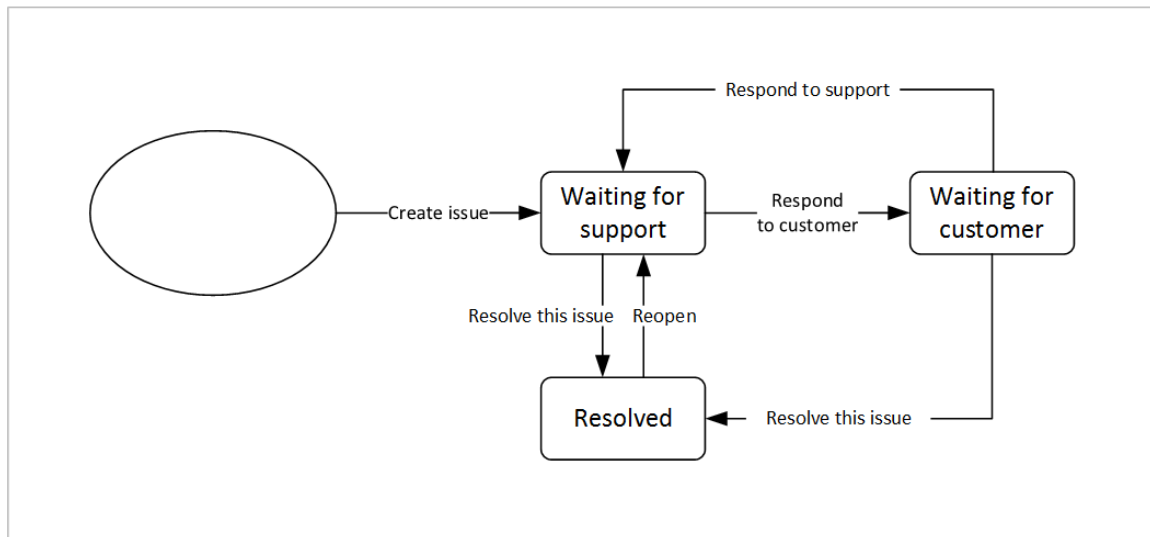 Respond to support
Create issue
Waiting for
support
Respond
to customer
Waiting for
customer
Resolve this issue
Reopen
Resolved
Resolve this issue